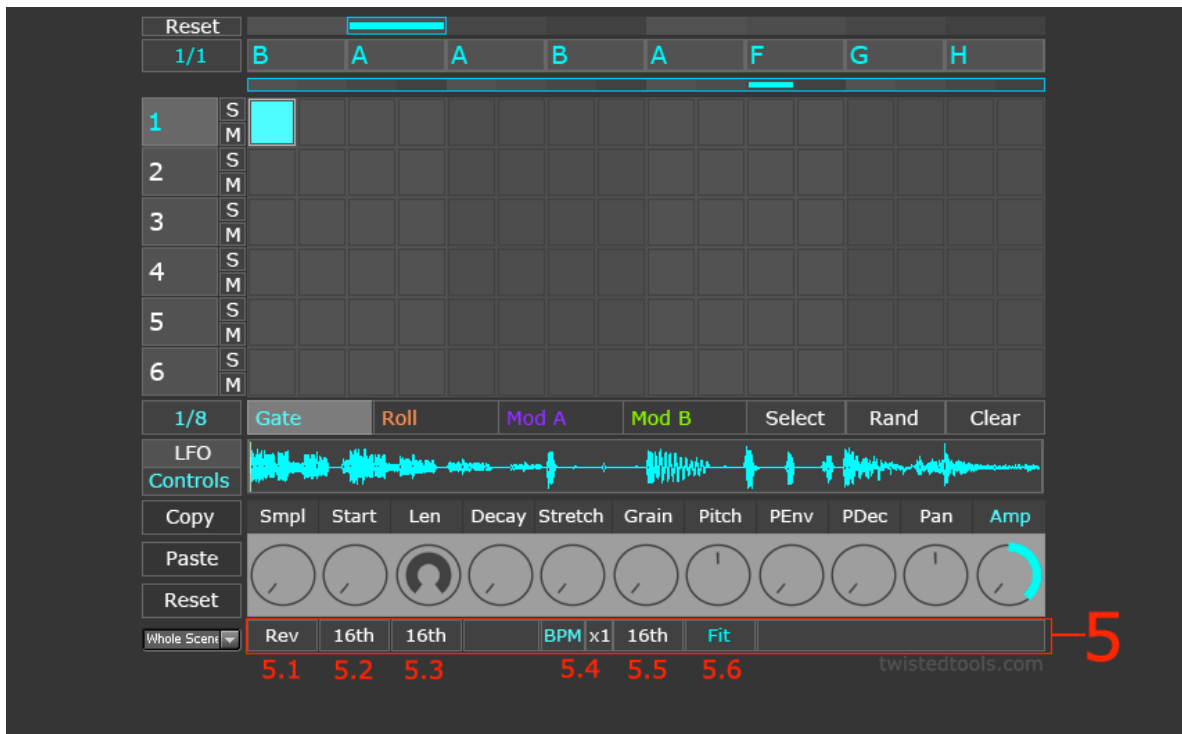 Reset
1/1 B A A B A F G H
1 S
M
2 S
M
3 S
M
4 S
M
5 S
M
6 S
M
1/8 Gate Roll Mod A Mod B Select Rand Clear
LFO
Controls
Copy Smpl Start Len Decay Stretch Grain Pitch PEnv PDec Pan Amp
Paste
Reset
Whole Scene Rev 16th 16th BPM x1 16th Fit 5
5.1 5.2 5.3 5.4 5.5 5.6 twistedtools.com